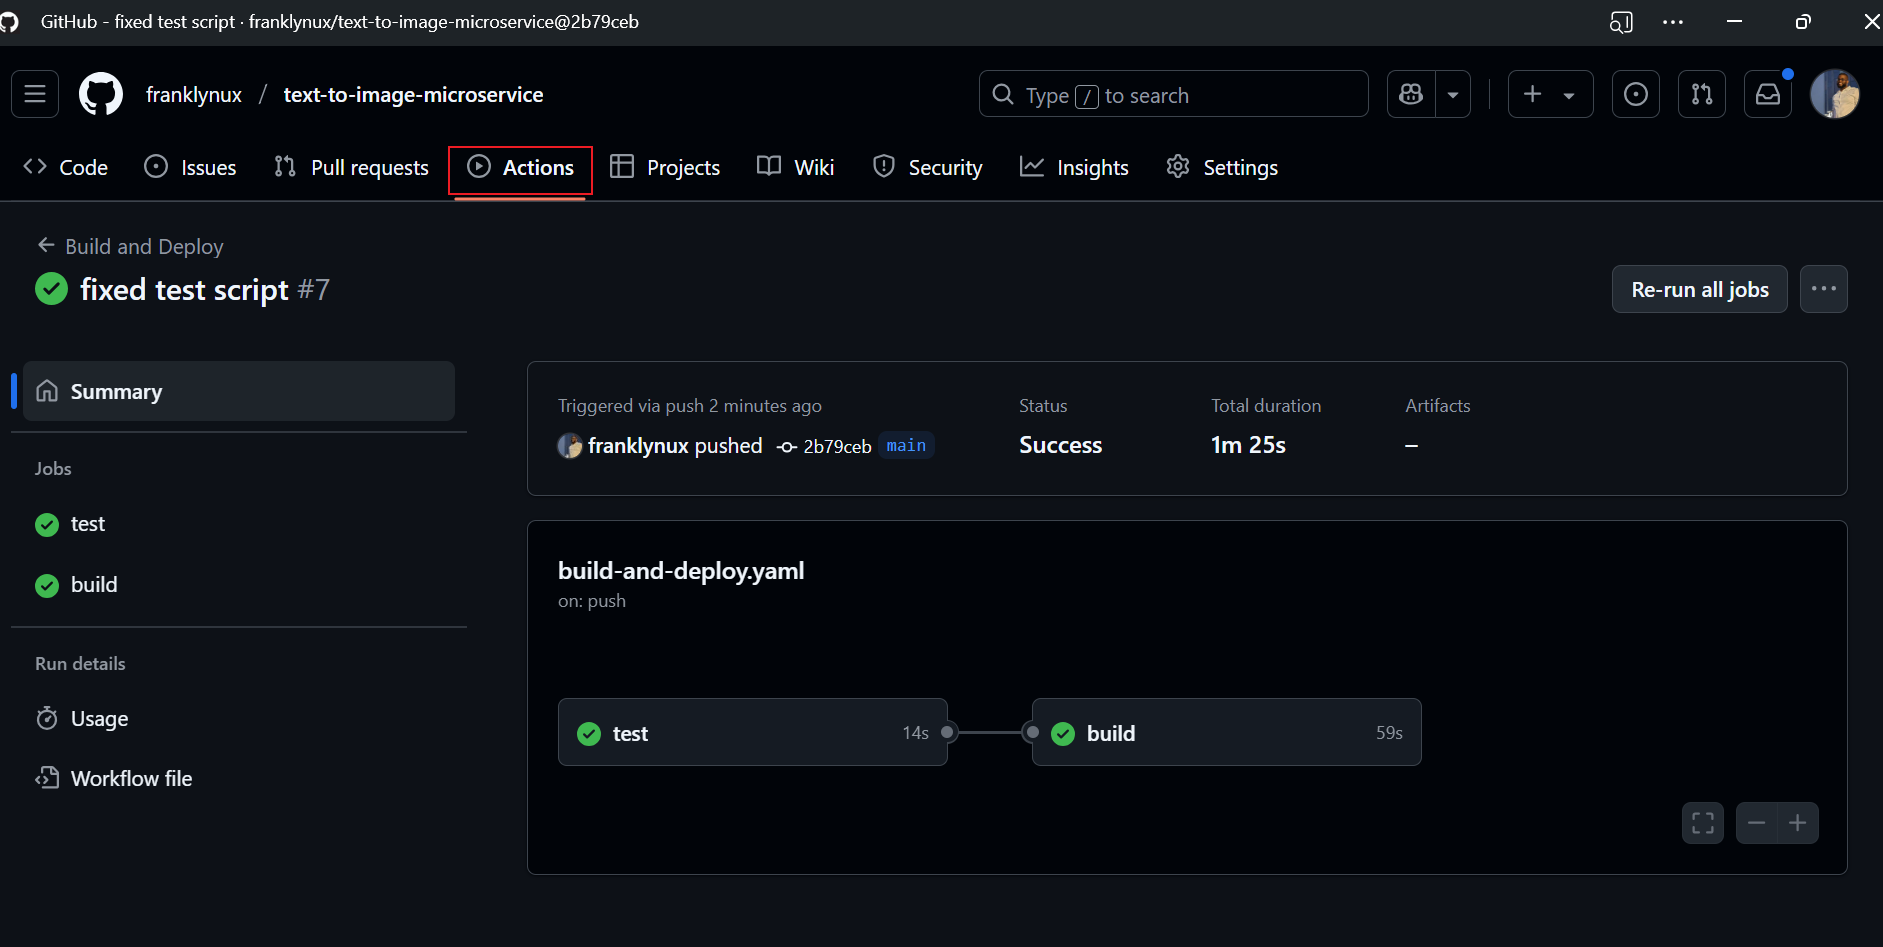 GitHub - fixed test script · franklynux/text-to-image-microservice@2b79ceb
franklynux / text-to-image-microservice
Type / to search
Code Issues Pull requests Actions Projects Wiki Security Insights Settings
Build and Deploy
fixed test script #7
Re-run all jobs
Summary
Jobs
test
build
Run details
Usage
Workflow file
Triggered via push 2 minutes ago
franklynux pushed 2b79ceb main
Status
Success
Total duration
1m 25s
Artifacts
–
build-and-deploy.yaml
on: push
test 14s
build 59s